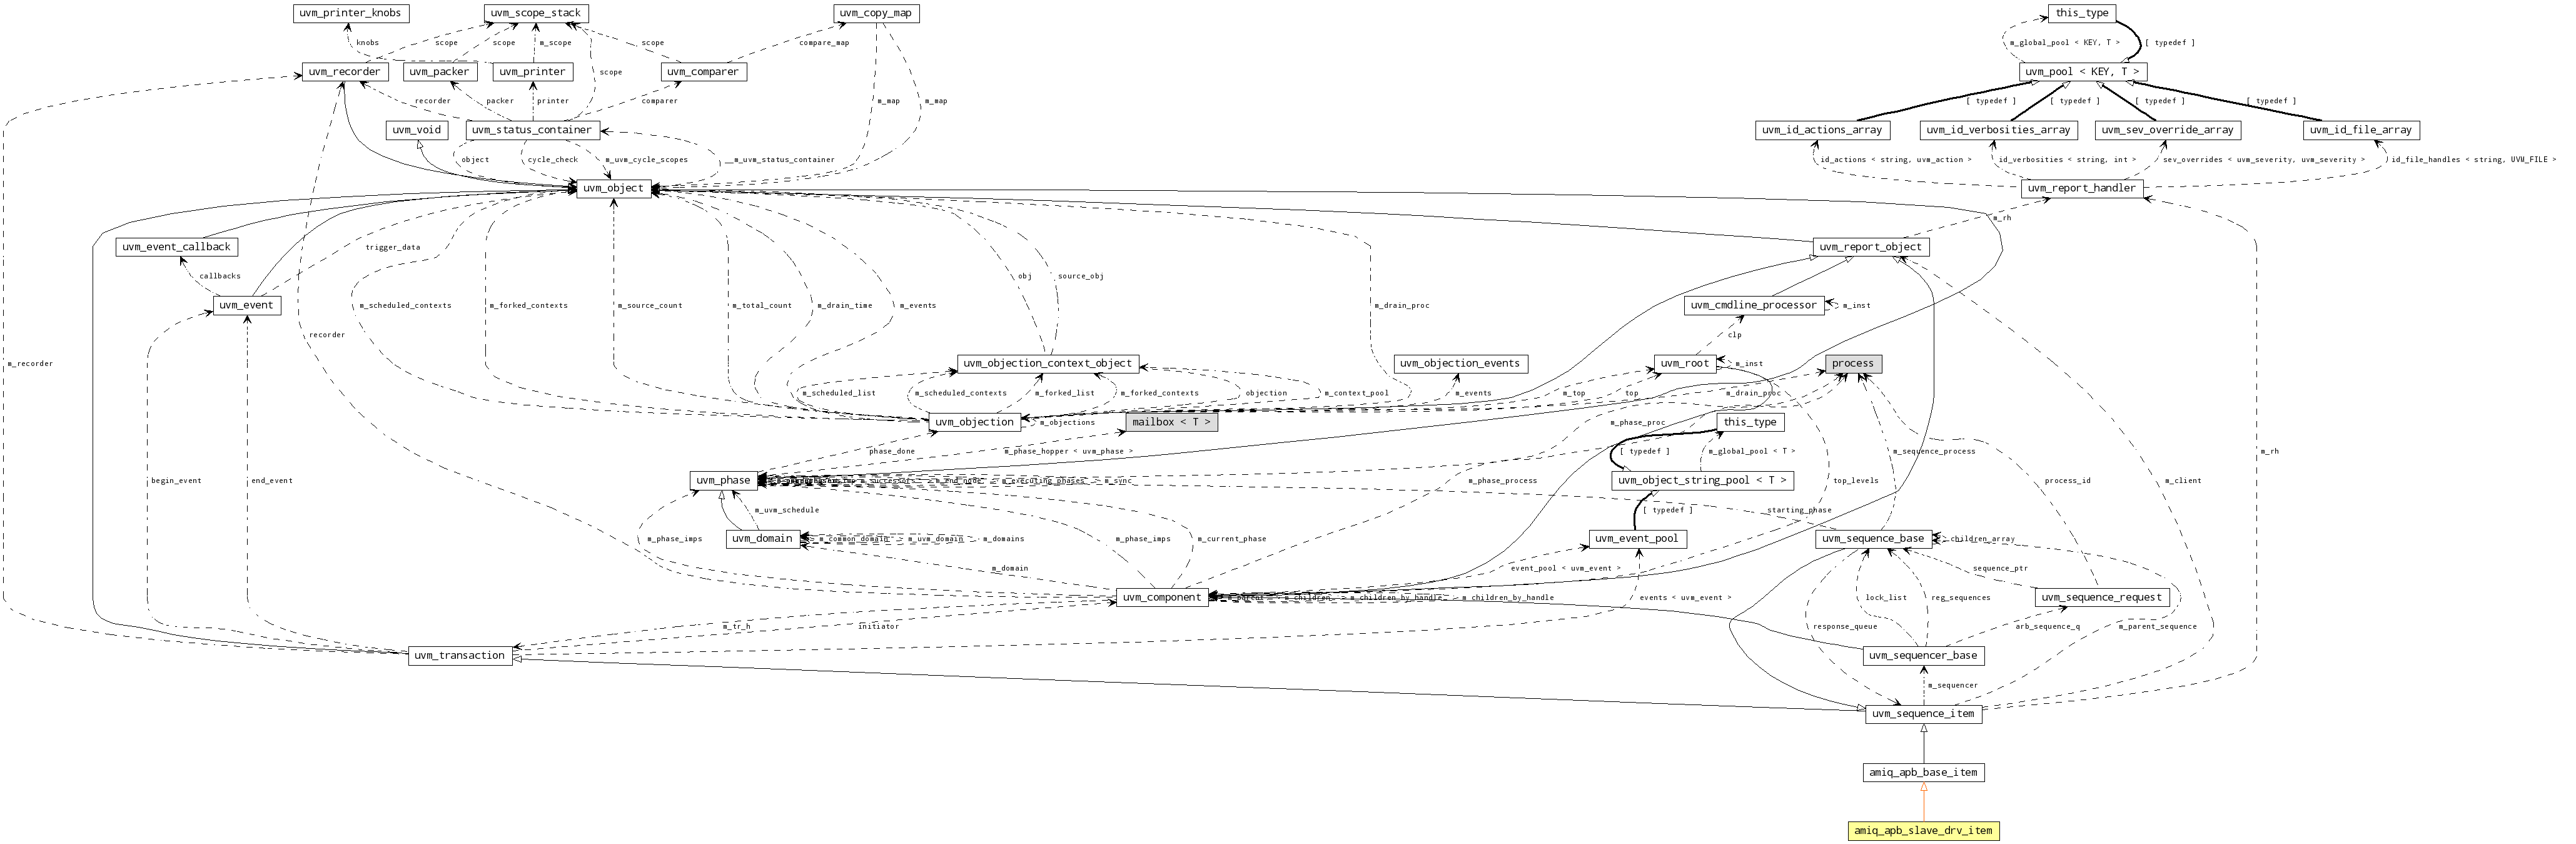 uvm_printer_knobs
uvm_scope_stack
uvm_copy_map
this_type
knobs
scope
scope
m_scope
scope
compare_map
m_global_pool < KEY, T >
[ typedef ]
uvm_recorder
uvm_packer
uvm_printer
scope
uvm_comparer
uvm_pool < KEY, T >
recorder
packer
printer
comparer
m_map
m_map
[ typedef ]
[ typedef ]
[ typedef ]
[ typedef ]
uvm_void
uvm_status_container
uvm_id_actions_array
uvm_id_verbosities_array
uvm_sev_override_array
uvm_id_file_array
object
cycle_check
m_uvm_cycle_scopes
__m_uvm_status_container
id_actions < string, uvm_action >
id_verbosities < string, int >
sev_overrides < uvm_severity, uvm_severity >
id_file_handles < string, UVM_FILE >
uvm_object
uvm_report_handler
m_rh
uvm_event_callback
trigger_data
uvm_report_object
callbacks
obj
source_obj
uvm_event
m_scheduled_contexts
m_forked_contexts
m_source_count
m_total_count
m_drain_time
m_events
m_drain_proc
uvm_cmdline_processor
m_inst
recorder
clp
m_recorder
uvm_objection_context_object
uvm_objection_events
uvm_root
m_inst
process
m_scheduled_list
m_scheduled_contexts
m_forked_list
m_forked_contexts
objection
m_context_pool
m_events
m_top
top
m_drain_proc
uvm_objection
m_objections
mailbox < T >
m_phase_proc
this_type
phase_done
m_phase_hopper < uvm_phase >
[ typedef ]
m_global_pool < T >
m_sequence_process
m_rh
uvm_phase
m_successors
m_end_node
m_executing_phases
m_sync
m_phase_process
uvm_object_string_pool < T >
top_levels
process_id
m_client
begin_event
end_event
m_uvm_schedule
[ typedef ]
starting_phase
m_phase_imps
uvm_domain
m_common_domain
m_uvm_domain
m_domains
m_phase_imps
m_current_phase
uvm_event_pool
uvm_sequence_base
children_array
m_domain
event_pool < uvm_event >
sequence_ptr
uvm_component
m_parent
m_children
m_children_by_handle
m_children_by_handle
events < uvm_event >
lock_list
reg_sequences
uvm_sequence_request
m_tr_h
initiator
response_queue
arb_sequence_q
m_parent_sequence
uvm_transaction
uvm_sequencer_base
m_sequencer
uvm_sequence_item
amiq_apb_base_item
amiq_apb_slave_drv_item